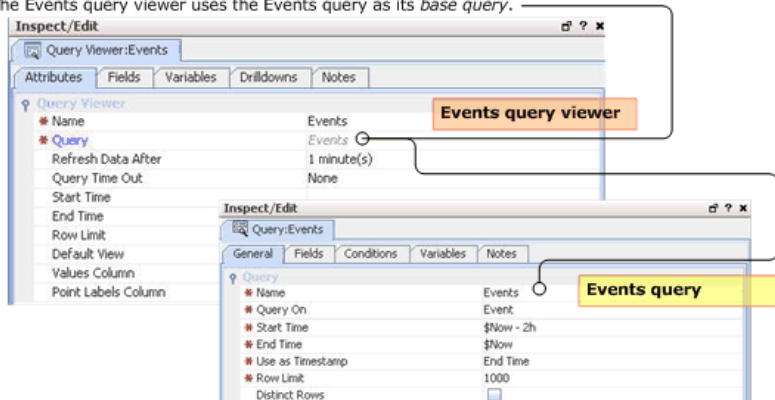 he Events query viewer uses the Events query as its base query.
Inspect/Edit
Query Viewer:Events
Attributes Fields Variables Drilldowns Notes
Query Viewer
Name Events
Query Events
Refresh Data After 1 minute(s)
Query Time Out None
Start Time
End Time
Row Limit
Default View
Values Column
Point Labels Column
Events query viewer
Inspect/Edit
Query:Events
General Fields Conditions Variables Notes
Query
Name Events
Query On Event
Start Time $Now - 2h
End Time $Now
Use as Timestamp End Time
Row Limit 1000
Distinct Rows
Events query